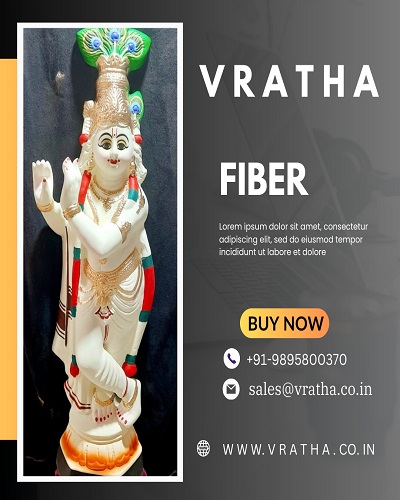 VRATHA
FIBER
Lorem ipsum dolor sit amet, consectetur
adipiscing elit, sed do eiusmod tempor
incididunt ut labore et dolore
BUY NOW
+91-9895800370
sales@vratha.co.in
WWW.VRATHA.CO.IN